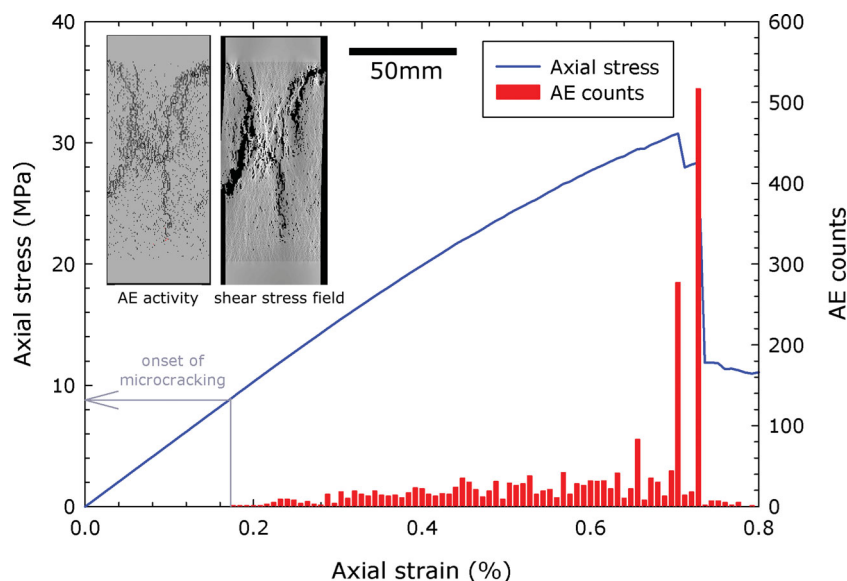 40
30
20
10
0
Axial stress (MPa)
AE activity
shear stress field
50mm
Axial stress
AE counts
onset of
microcracking
600
500
400
300
200
100
0
AE counts
0.0
0.2
0.4
0.6
0.8
Axial strain (%)